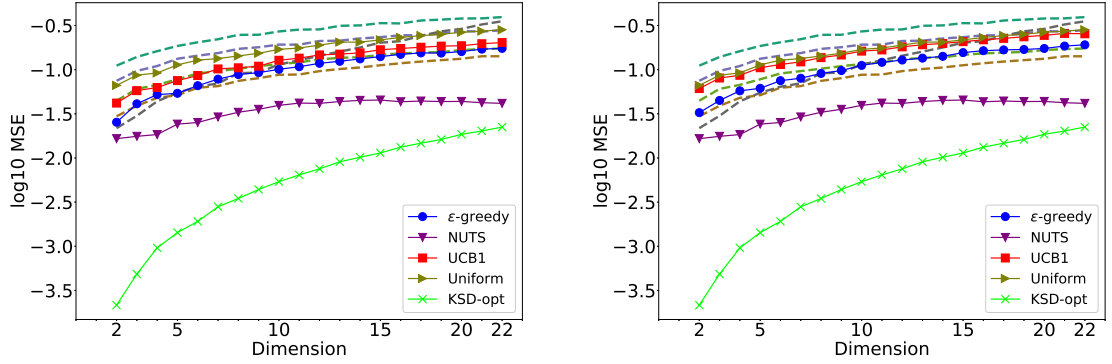 −0.5
−1.0
−1.5
−2.0
−2.5
−3.0
−3.5
log10 MSE
2 5 10 15 20 22
Dimension
ε-greedy
NUTS
UCB1
Uniform
KSD-opt
−0.5
−1.0
−1.5
−2.0
−2.5
−3.0
−3.5
log10 MSE
2 5 10 15 20 22
Dimension
ε-greedy
NUTS
UCB1
Uniform
KSD-opt